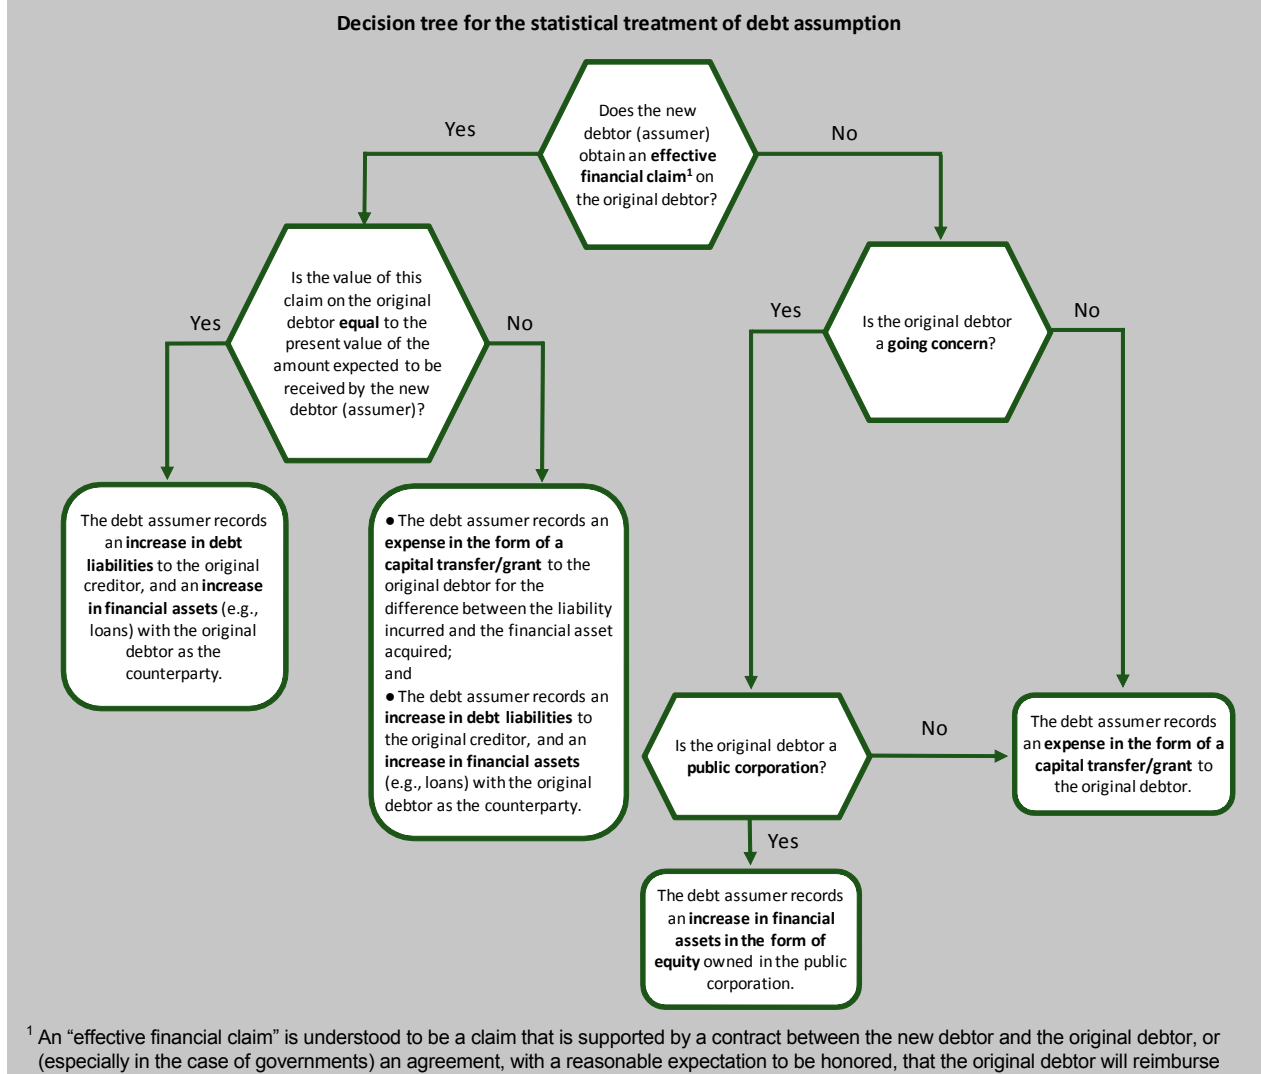 Decision tree for the statistical treatment of debt assumption
Does the new
debtor (assumer)
obtain an effective
financial claim1 on
the original debtor?
Yes
No
Is the value of this
claim on the original
debtor equal to the
present value of the
amount expected to be
received by the new
debtor (assumer)?
Yes
No
Is the original debtor
a going concern?
Yes
No
The debt assumer records
an increase in debt
liabilities to the original
creditor, and an increase
in financial assets (e.g.,
loans) with the original
debtor as the
counterparty.
● The debt assumer records an
expense in the form of a
capital transfer/grant to the
original debtor for the
difference between the liability
incurred and the financial asset
acquired;
and
● The debt assumer records an
increase in debt liabilities to
the original creditor, and an
increase in financial assets
(e.g., loans) with the original
debtor as the counterparty.
Is the original debtor a
public corporation?
No
Yes
The debt assumer records
an expense in the form of a
capital transfer/grant to
the original debtor.
The debt assumer records
an increase in financial
assets in the form of
equity owned in the public
corporation.
1 An “effective financial claim” is understood to be a claim that is supported by a contract between the new debtor and the original debtor, or
(especially in the case of governments) an agreement, with a reasonable expectation to be honored, that the original debtor will reimburse